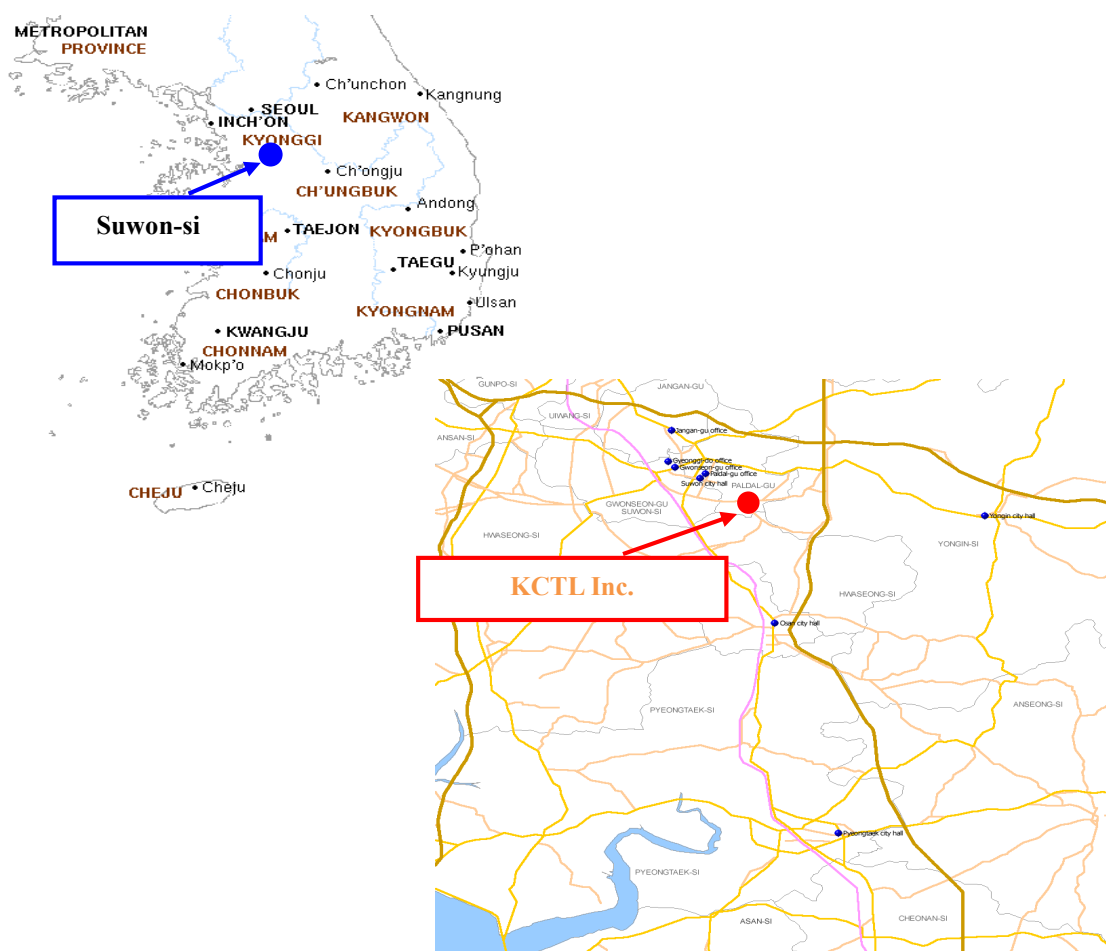 METROPOLITAN
PROVINCE
Ch'unchon
Kangnung
SEOUL
INCH'ON
KANGWON
KYONGGI
Ch'ongju
CH'UNGBUK
Andong
Suwon-si
TAEJON
KYONGBUK
P'ohan
TAEGU
Kyungju
Chonju
CHONBUK
Ulsan
KYONGNAM
KWANGJU
PUSAN
CHONNAM
Mokp'o
CHEJU
Cheju
GUNPO-SI
JANGAN-GU
UIWANG-SI
Jangan-gu office
ANSAN-SI
Gyeonggi-do office
Gwonseon-gu office
Paldal-gu office
Suwon city hall
PALDAL-GU
GWONSEON-GU
SUWON-SI
Yongin city hall
HWASEONG-SI
YONGIN-SI
KCTL Inc.
HWASEONG-SI
Osan city hall
PYEONGTAEK-SI
ANSEONG-SI
Pyeongtaek city hall
PYEONGTAEK-SI
ASAN-SI
CHEONAN-SI